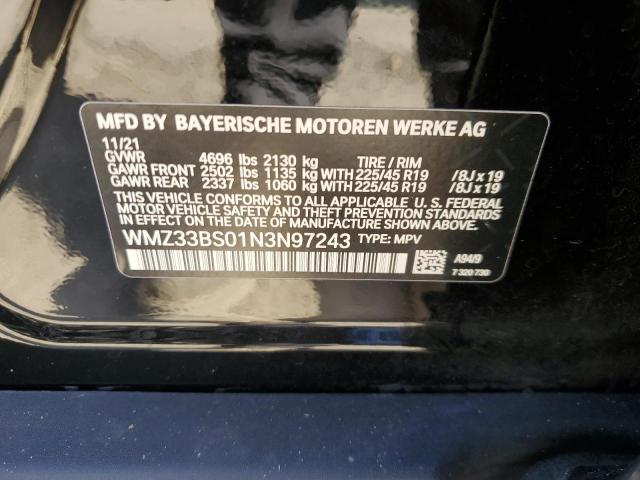 MFD BY BAYERISCHE MOTOREN WERKE AG
11/21
GVWR 4696 lbs 2130 kg TIRE / RIM
GAWR FRONT 2502 lbs 1135 kg WITH 225/45 R19 /8J x 19
GAWR REAR 2337 lbs 1060 kg WITH 225/45 R19 /8J x 19
THIS VEHICLE CONFORMS TO ALL APPLICABLE U.S. FEDERAL
MOTOR VEHICLE SAFETY AND THEFT PREVENTION STANDARDS
IN EFFECT ON THE DATE OF MANUFACTURE SHOWN ABOVE.
WMZ33BS01N3N97243 TYPE: MPV
A94/9
7 320 730